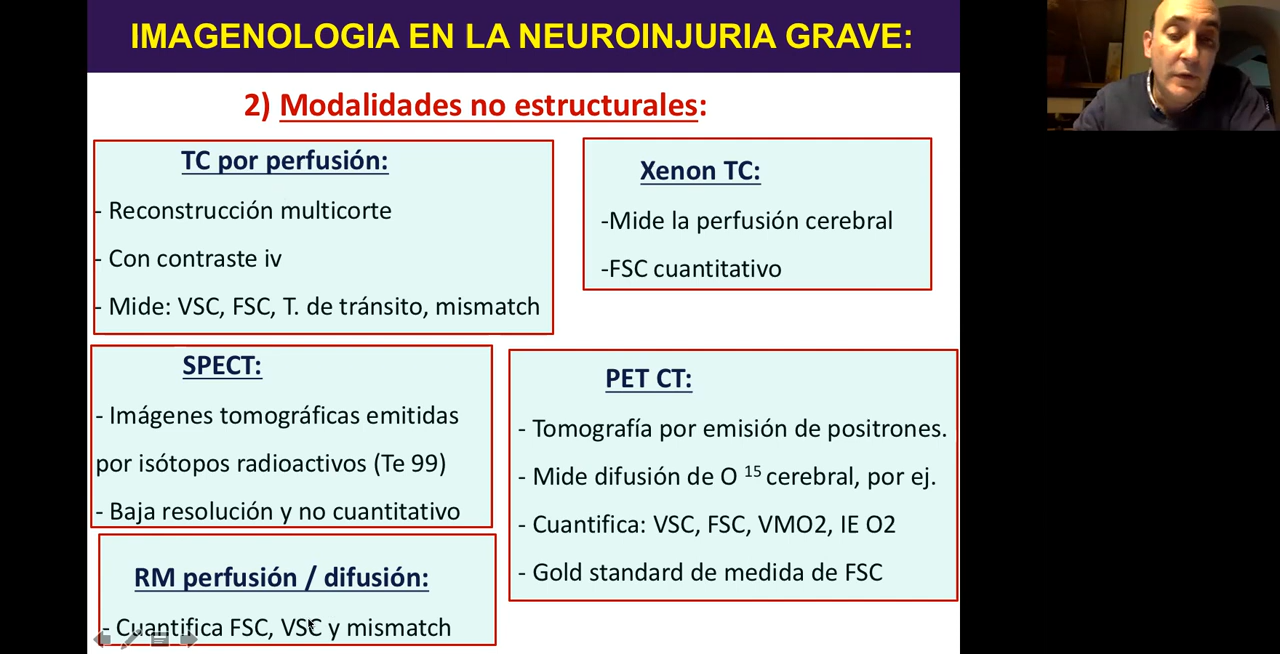 IMAGENOLOGIA EN LA NEUROINJURIA GRAVE:
2) Modalidades no estructurales:
TC por perfusión:
- Reconstrucción multicorte
- Con contraste iv
- Mide: VSC, FSC, T. de tránsito, mismatch
Xenon TC:
-Mide la perfusión cerebral
-FSC cuantitativo
SPECT:
- Imágenes tomográficas emitidas
por isótopos radioactivos (Te 99)
- Baja resolución y no cuantitativo
PET CT:
- Tomografía por emisión de positrones.
- Mide difusión de O 15 cerebral, por ej.
- Cuantifica: VSC, FSC, VMO2, IE O2
- Gold standard de medida de FSC
RM perfusión / difusión:
- Cuantifica FSC, VSC y mismatch